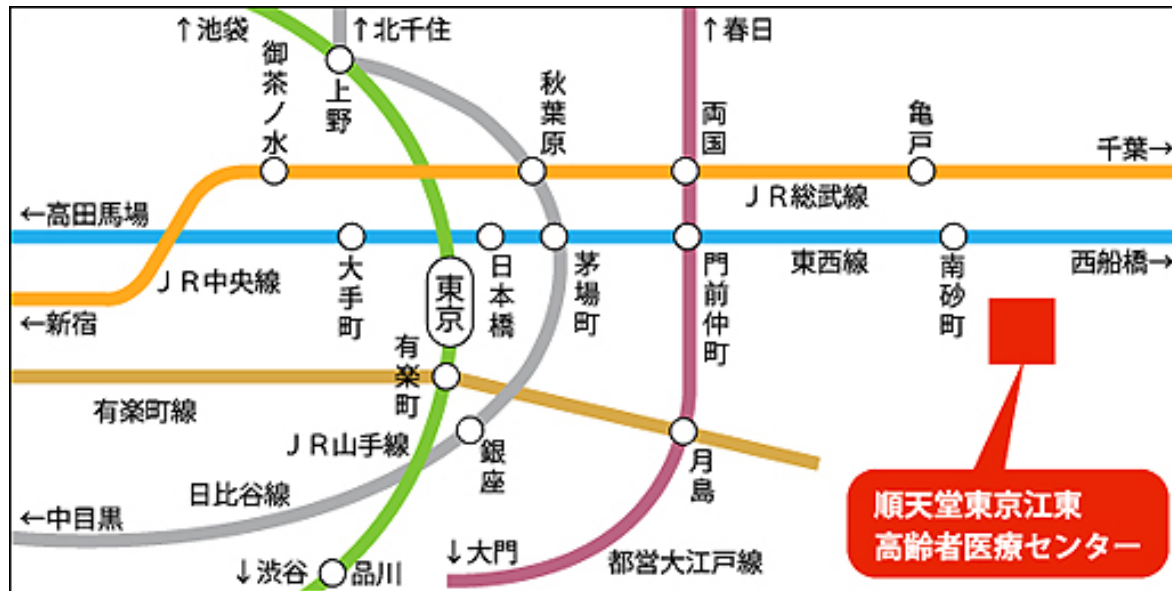 ↑池袋
↑北千住
↑春日
御茶ノ水
上野
秋葉原
両国
亀戸
千葉→
ＪＲ総武線
←高田馬場
ＪＲ中央線
大手町
日本橋
茅場町
門前仲町
東西線
南砂町
西船橋→
←新宿
東京
有楽町
有楽町線
ＪＲ山手線
銀座
月島
日比谷線
←中目黒
↓大門
都営大江戸線
↓渋谷
品川
順天堂東京江東
高齢者医療センター